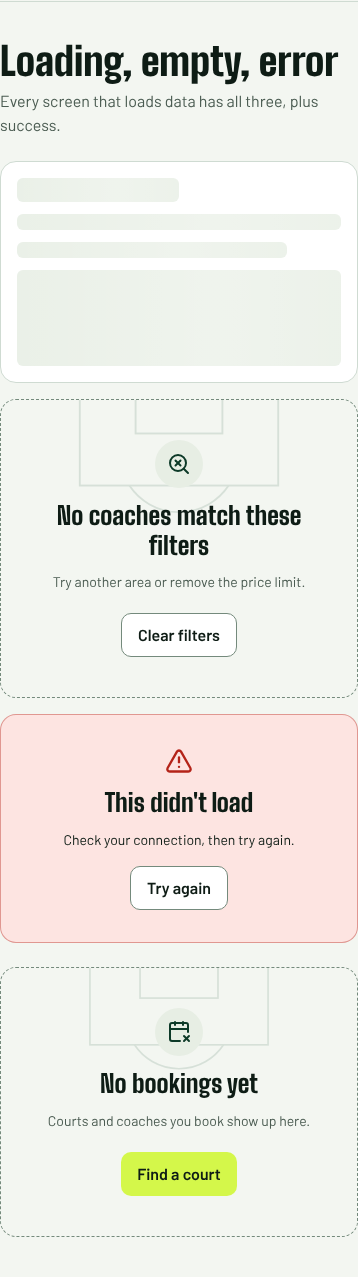 Loading, empty, error
Every screen that loads data has all three, plus
success.
No coaches match these
filters
Try another area or remove the price limit.
Clear filters
This didn't load
Check your connection, then try again.
Try again
No bookings yet
Courts and coaches you book show up here.
Find a court